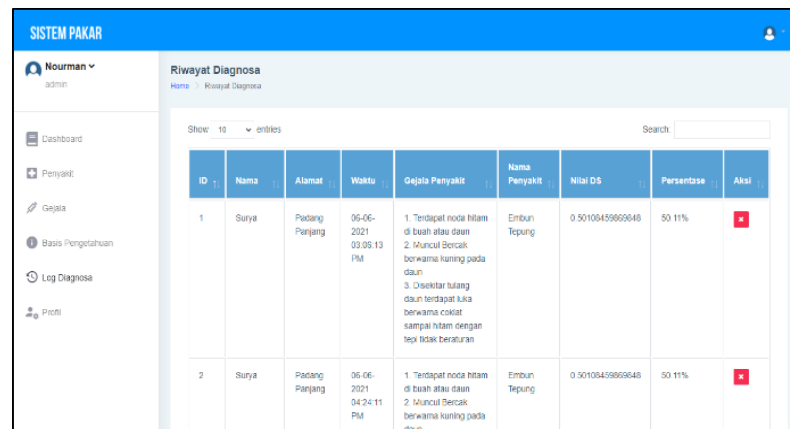 SISTEM PAKAR
Nourman
admin
Dashboard
Penyakit
Gejala
Basis Pengetahuan
Log Diagnosa
Profil
Riwayat Diagnosa
Home > Riwayat Diagnosa
Show 10 entries
Search:
ID Nama Alamat Waktu Gejala Penyakit Nama Penyakit Nilai DS Persentase Aksi
1 Surya
Padang
Panjang
06-06-
2021
03:06:13
PM
1. Terdapat noda hitam
di buah atau daun
2. Muncul Bercak
berwarna kuning pada
daun
3. Disekitar tulang
daun terdapat luka
berwarna coklat
sampai hitam dengan
tepi tidak beraturan
Embun
Tepung
0.50108459869848
50.11%
2 Surya
Padang
Panjang
06-06-
2021
04:24:11
PM
1. Terdapat noda hitam
di buah atau daun
2. Muncul Bercak
berwarna kuning pada
daun
Embun
Tepung
0.50108459869848
50.11%